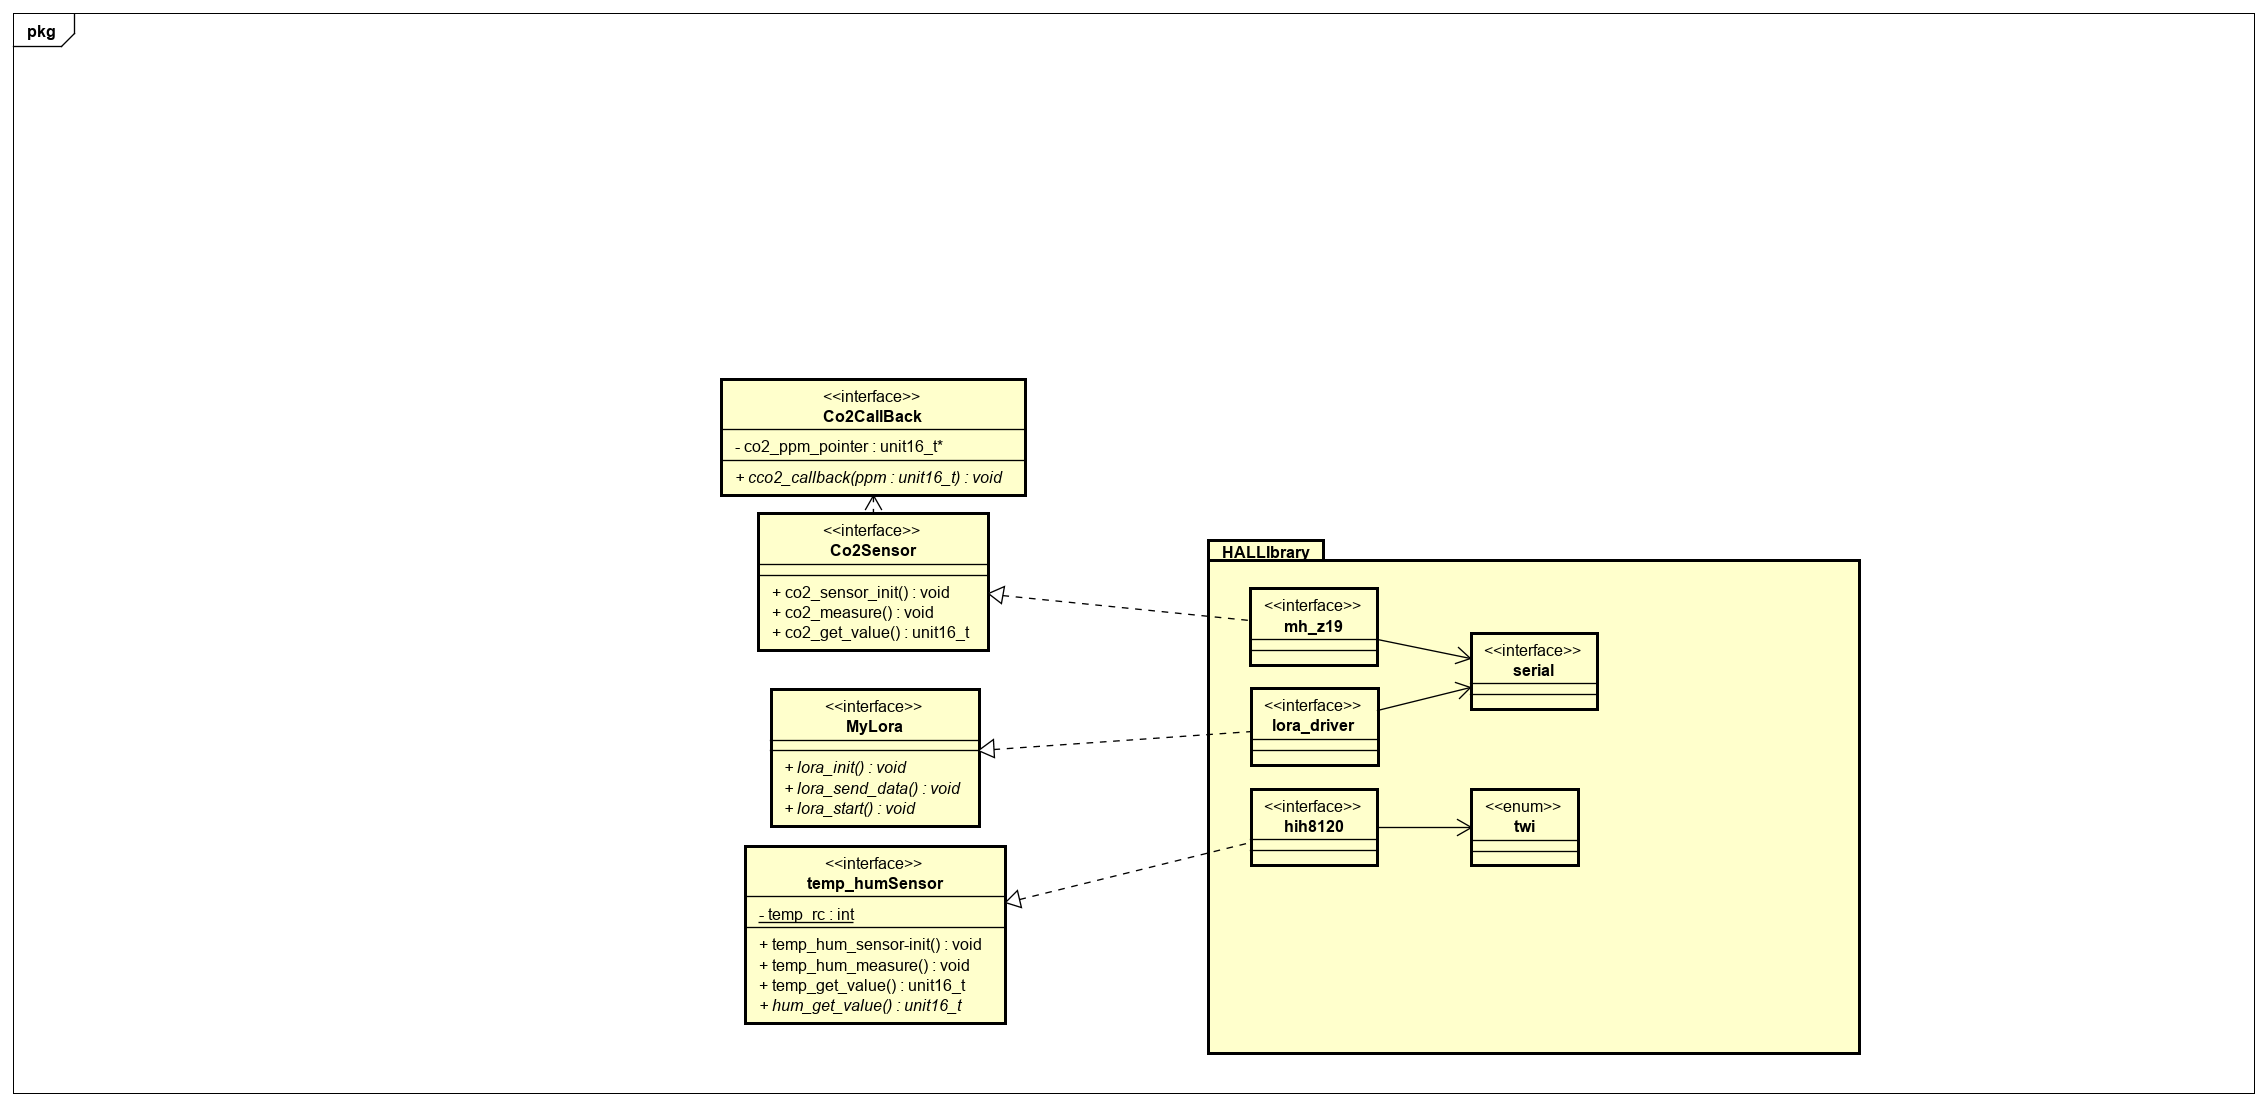 pkg
<<interface>>
Co2CallBack
- co2_ppm_pointer : unit16_t*
+ cco2_callback(ppm : unit16_t) : void
<<interface>>
Co2Sensor
+ co2_sensor_init() : void
+ co2_measure() : void
+ co2_get_value() : unit16_t
<<interface>>
MyLora
+ lora_init() : void
+ lora_send_data() : void
+ lora_start() : void
<<interface>>
temp_humSensor
- temp_rc : int
+ temp_hum_sensor-init() : void
+ temp_hum_measure() : void
+ temp_get_value() : unit16_t
+ hum_get_value() : unit16_t
HALLIbrary
<<interface>>
mh_z19
<<interface>>
serial
<<interface>>
lora_driver
<<interface>>
hih8120
<<enum>>
twi